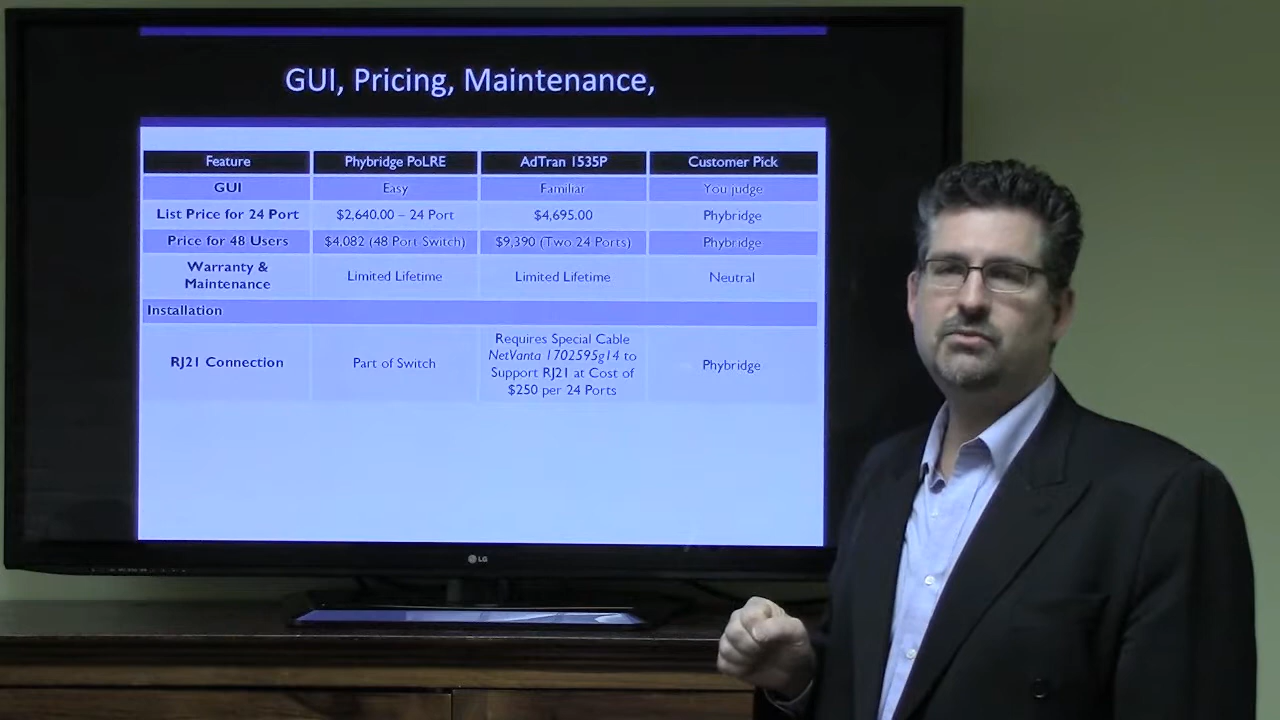 GUI, Pricing, Maintenance,
Feature Phybridge PoLRE AdTran 1535P Customer Pick
GUI Easy Familiar You judge
List Price for 24 Port $2,640.00 – 24 Port $4,695.00 Phybridge
Price for 48 Users $4,082 (48 Port Switch) $9,390 (Two 24 Ports) Phybridge
Warranty &
Maintenance Limited Lifetime Limited Lifetime Neutral
Installation
RJ21 Connection Part of Switch Requires Special Cable
NetVanta 1702595g14 to
Support RJ21 at Cost of
$250 per 24 Ports Phybridge
LG